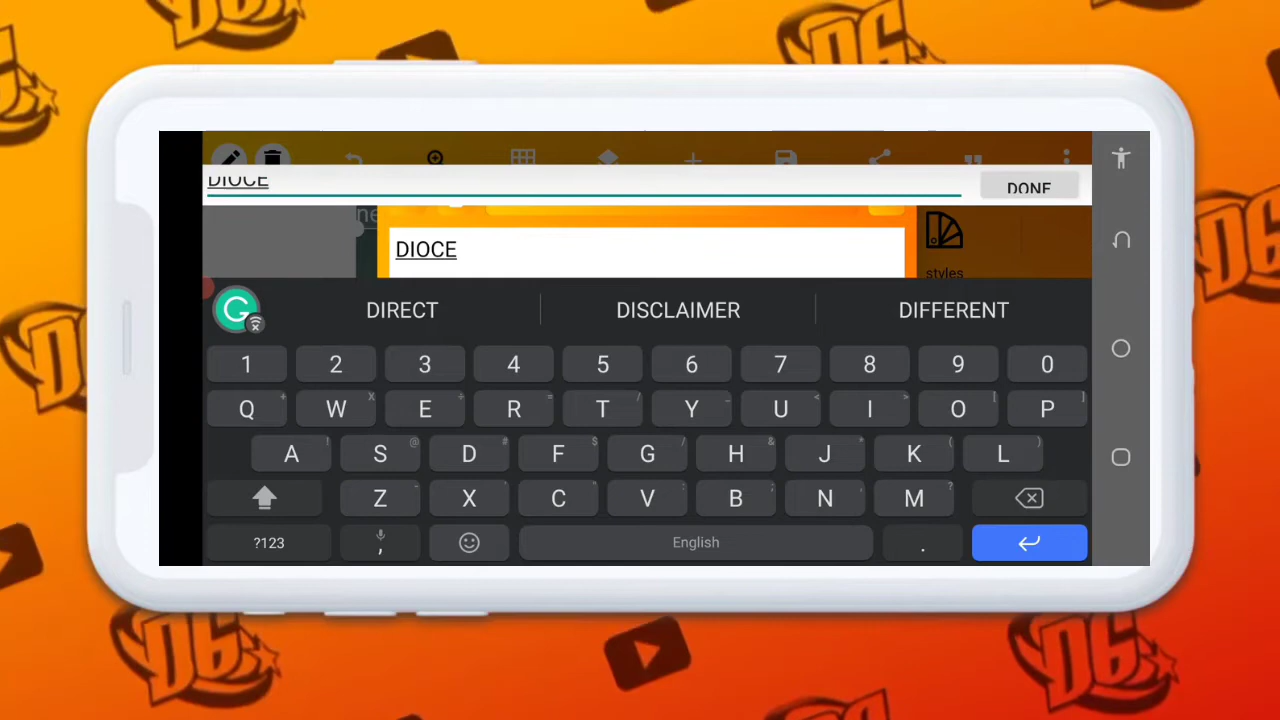 DIOCE
DONE
ne
DIOCE
styles
DIRECT DISCLAIMER DIFFERENT
1 2 3 4 5 6 7 8 9 0
Q W E R T Y U I O P
A S D F G H J K L
Z X C V B N M
?123 , English .